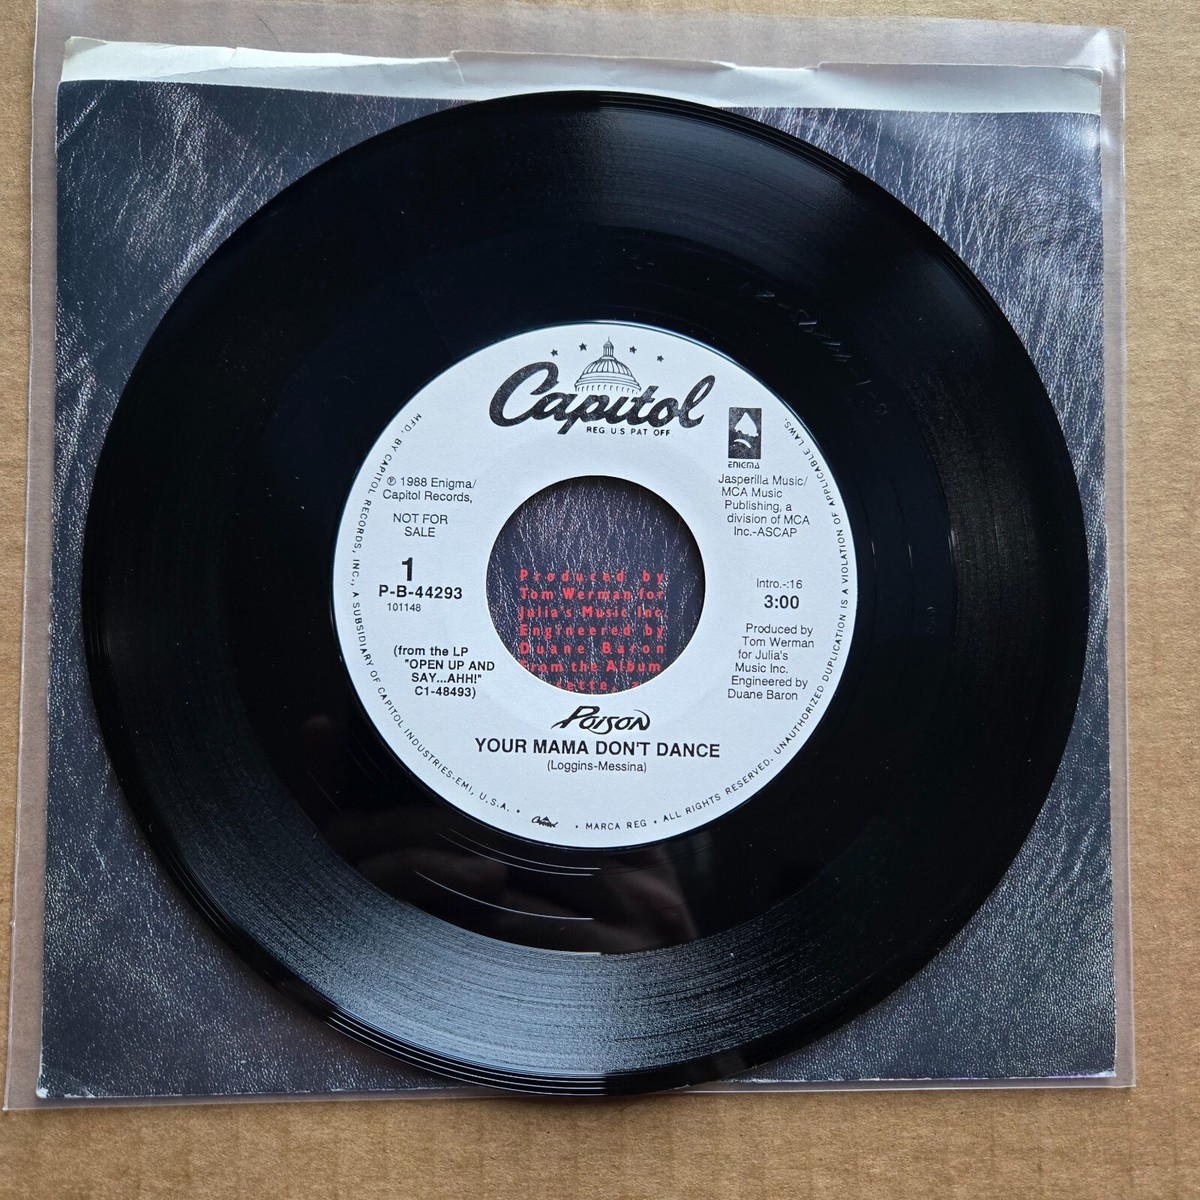 Capitol
REG. U.S. PAT. OFF.
ENIGMA
℗ 1988 Enigma/
Capitol Records,
NOT FOR
SALE
1
P-B-44293
101148
(from the LP
"OPEN UP AND
SAY...AHH!"
C1-48493)
Jasperilla Music/
MCA Music
Publishing, a
division of MCA
Inc.-ASCAP
Intro.-:16
3:00
Produced by
Tom Werman
for Julia's
Music Inc.
Engineered by
Duane Baron
Produced by
Tom Werman for
Julia's Music Inc
Engineered by
Duane Baron
From the Album
POISON
YOUR MAMA DON'T DANCE
(Loggins-Messina)
MFD. BY CAPITOL RECORDS, INC., A SUBSIDIARY OF CAPITOL INDUSTRIES-EMI, U.S.A. • Capitol • MARCA REG • ALL RIGHTS RESERVED. UNAUTHORIZED DUPLICATION IS A VIOLATION OF APPLICABLE LAWS.